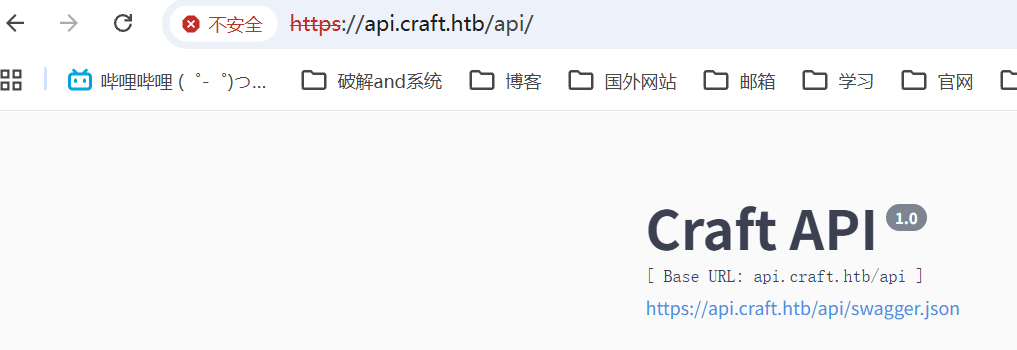 不安全 https://api.craft.htb/api/
哔哩哔哩 (゜-゜)つ... 破解and系统 博客 国外网站 邮箱 学习 官网
Craft API 1.0
[ Base URL: api.craft.htb/api ]
https://api.craft.htb/api/swagger.json